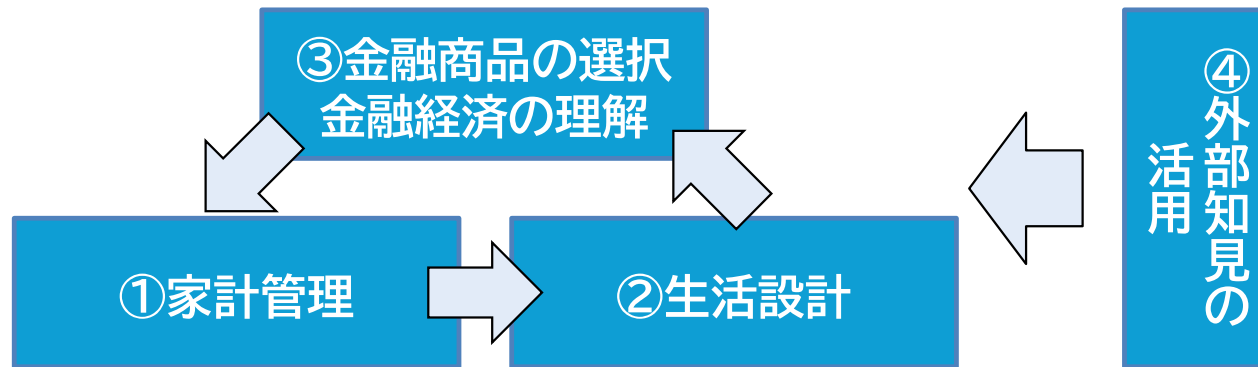 ③金融商品の選択
金融経済の理解
①家計管理
②生活設計
④外部知見の
活用